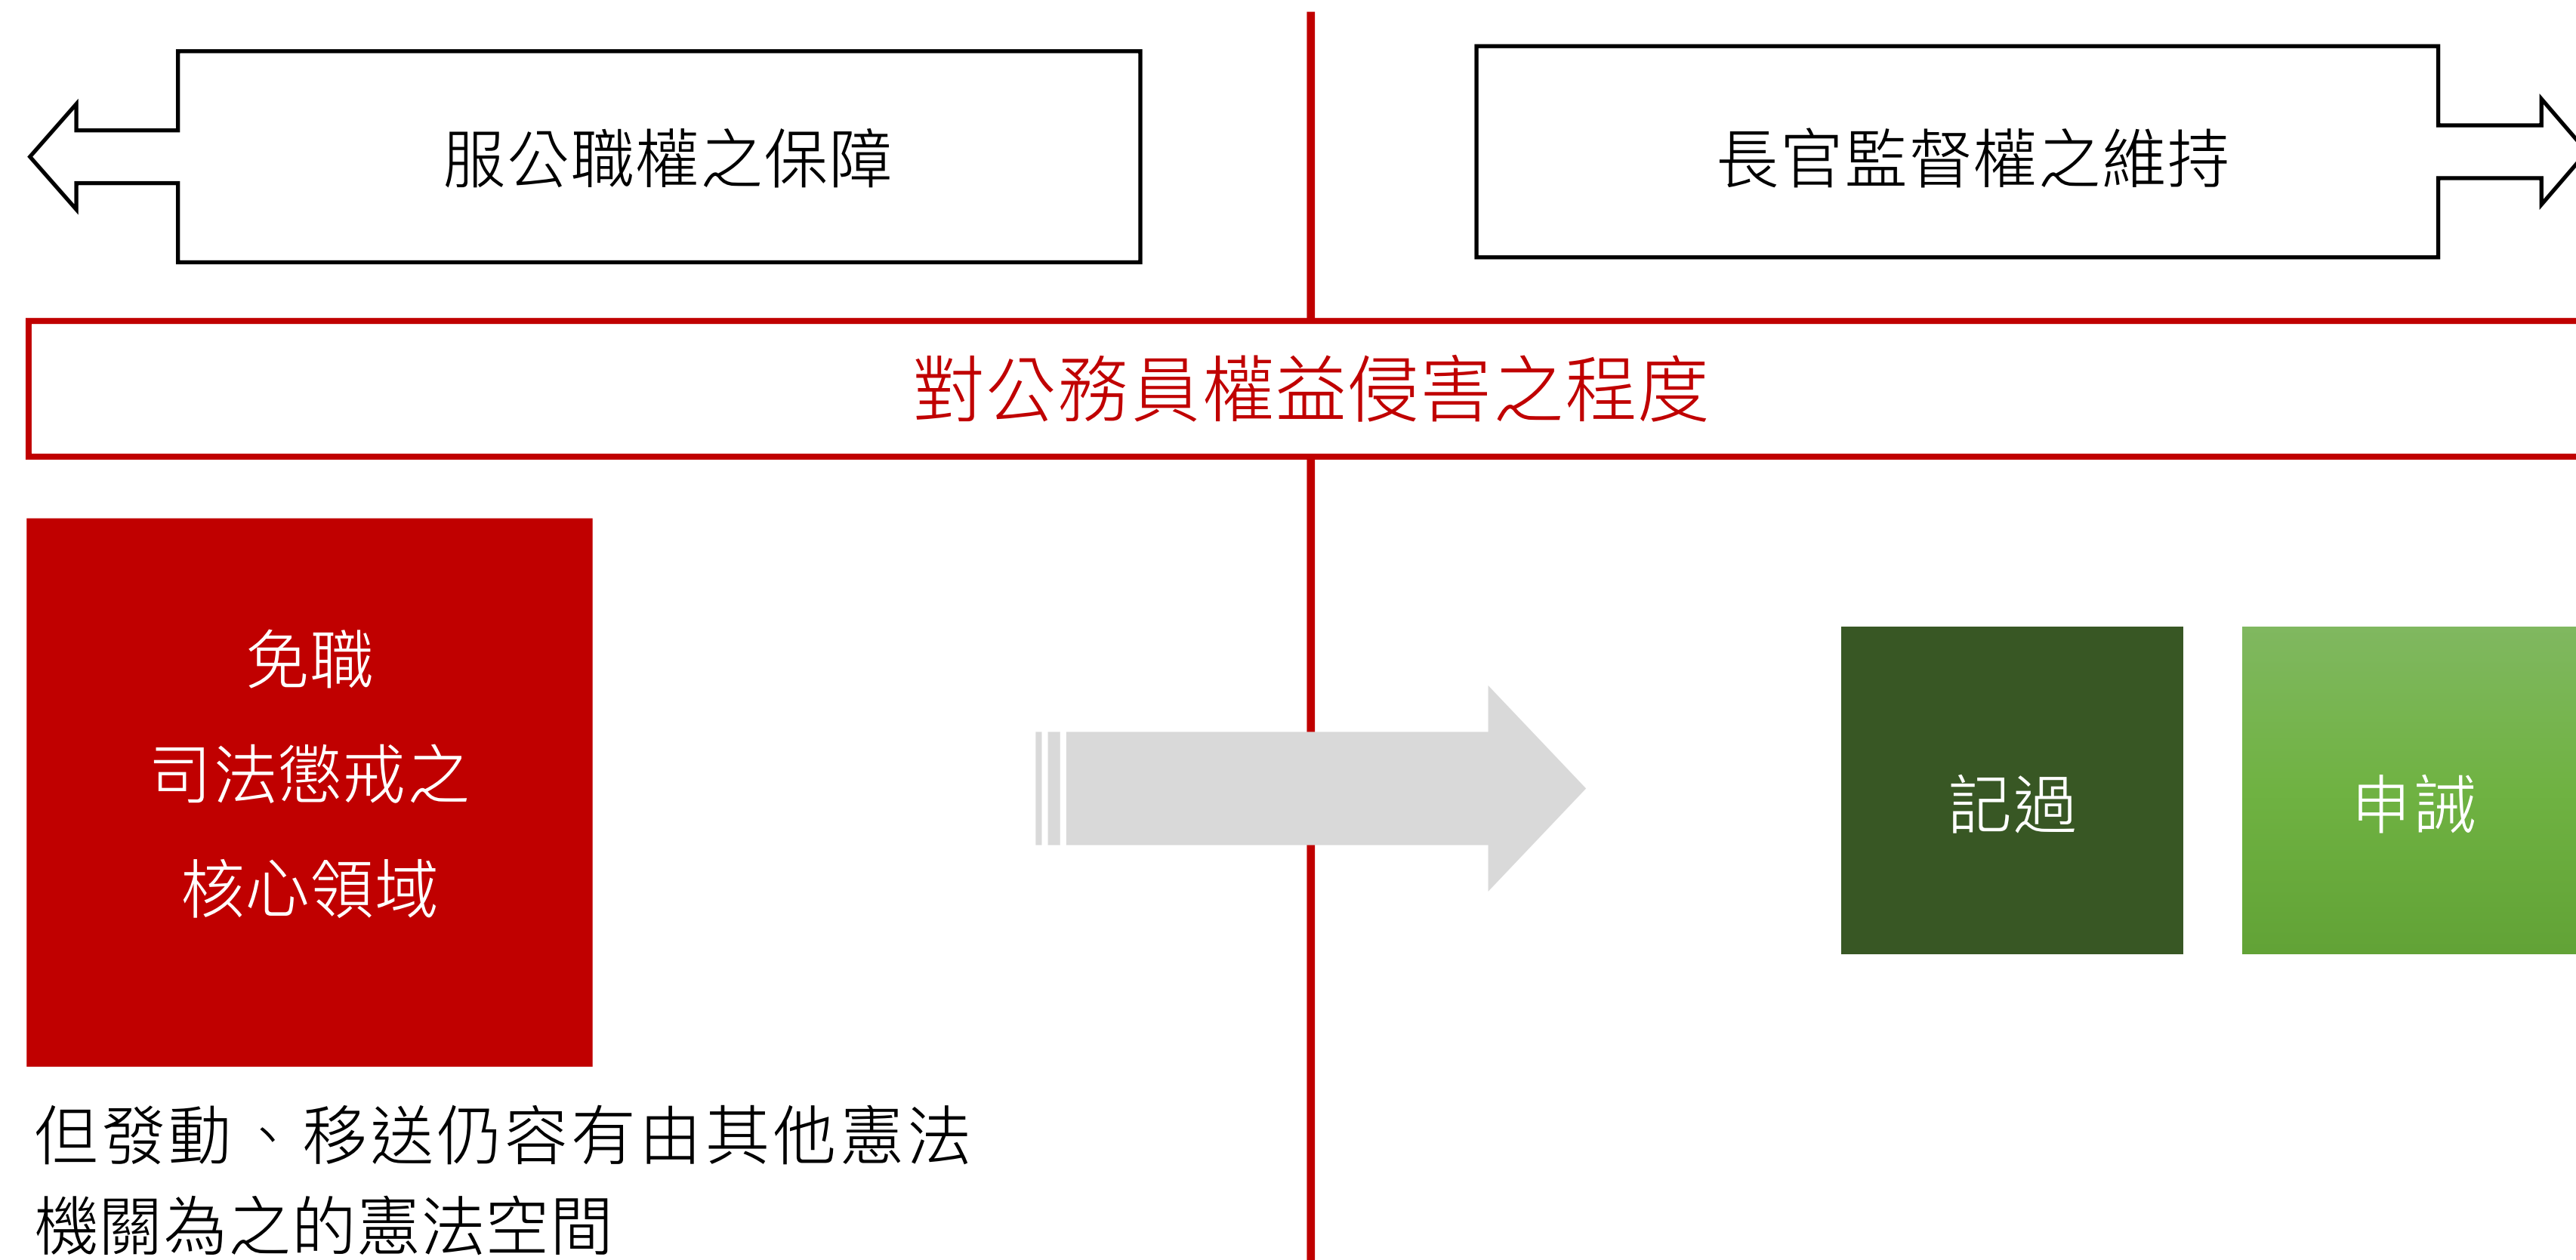 服公職權之保障
長官監督權之維持
對公務員權益侵害之程度
免職
司法懲戒之
核心領域
記過
申誡
但發動、移送仍容有由其他憲法
機關為之的憲法空間